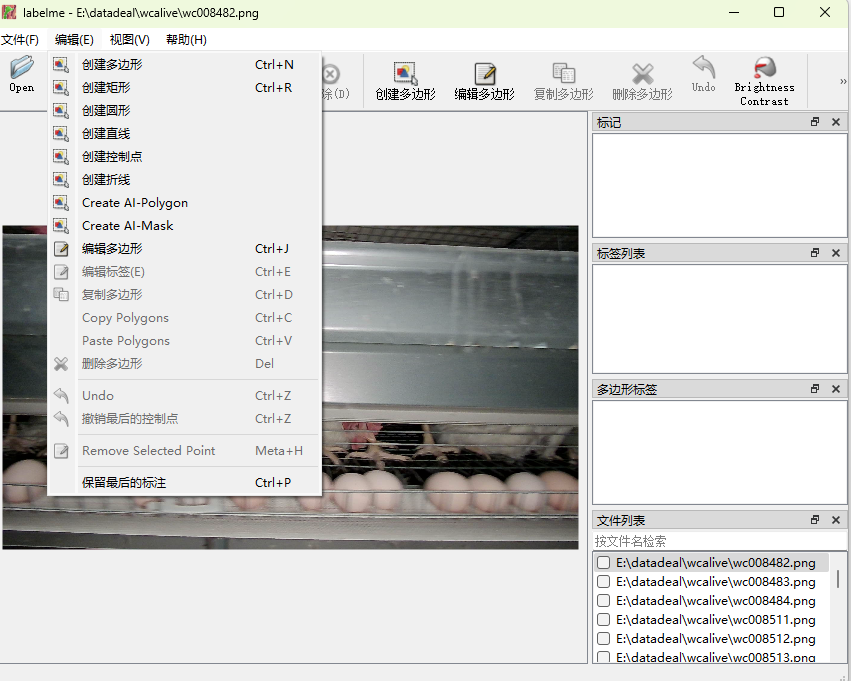 labelme - E:\datadeal\wcalive\wc008482.png
文件(F) 编辑(E) 视图(V) 帮助(H)
Open
除(D)
创建多边形
编辑多边形
复制多边形
删除多边形
Undo
Brightness
Contrast
»
创建多边形 Ctrl+N
创建矩形 Ctrl+R
创建圆形
创建直线
创建控制点
创建折线
Create AI-Polygon
Create AI-Mask
编辑多边形 Ctrl+J
编辑标签(E) Ctrl+E
复制多边形 Ctrl+D
Copy Polygons Ctrl+C
Paste Polygons Ctrl+V
删除多边形 Del
Undo Ctrl+Z
撤销最后的控制点 Ctrl+Z
Remove Selected Point Meta+H
保留最后的标注 Ctrl+P
标记
标签列表
多边形标签
文件列表
按文件名检索
E:\datadeal\wcalive\wc008482.png
E:\datadeal\wcalive\wc008483.png
E:\datadeal\wcalive\wc008484.png
E:\datadeal\wcalive\wc008511.png
E:\datadeal\wcalive\wc008512.png
E:\datadeal\wcalive\wc008513.png